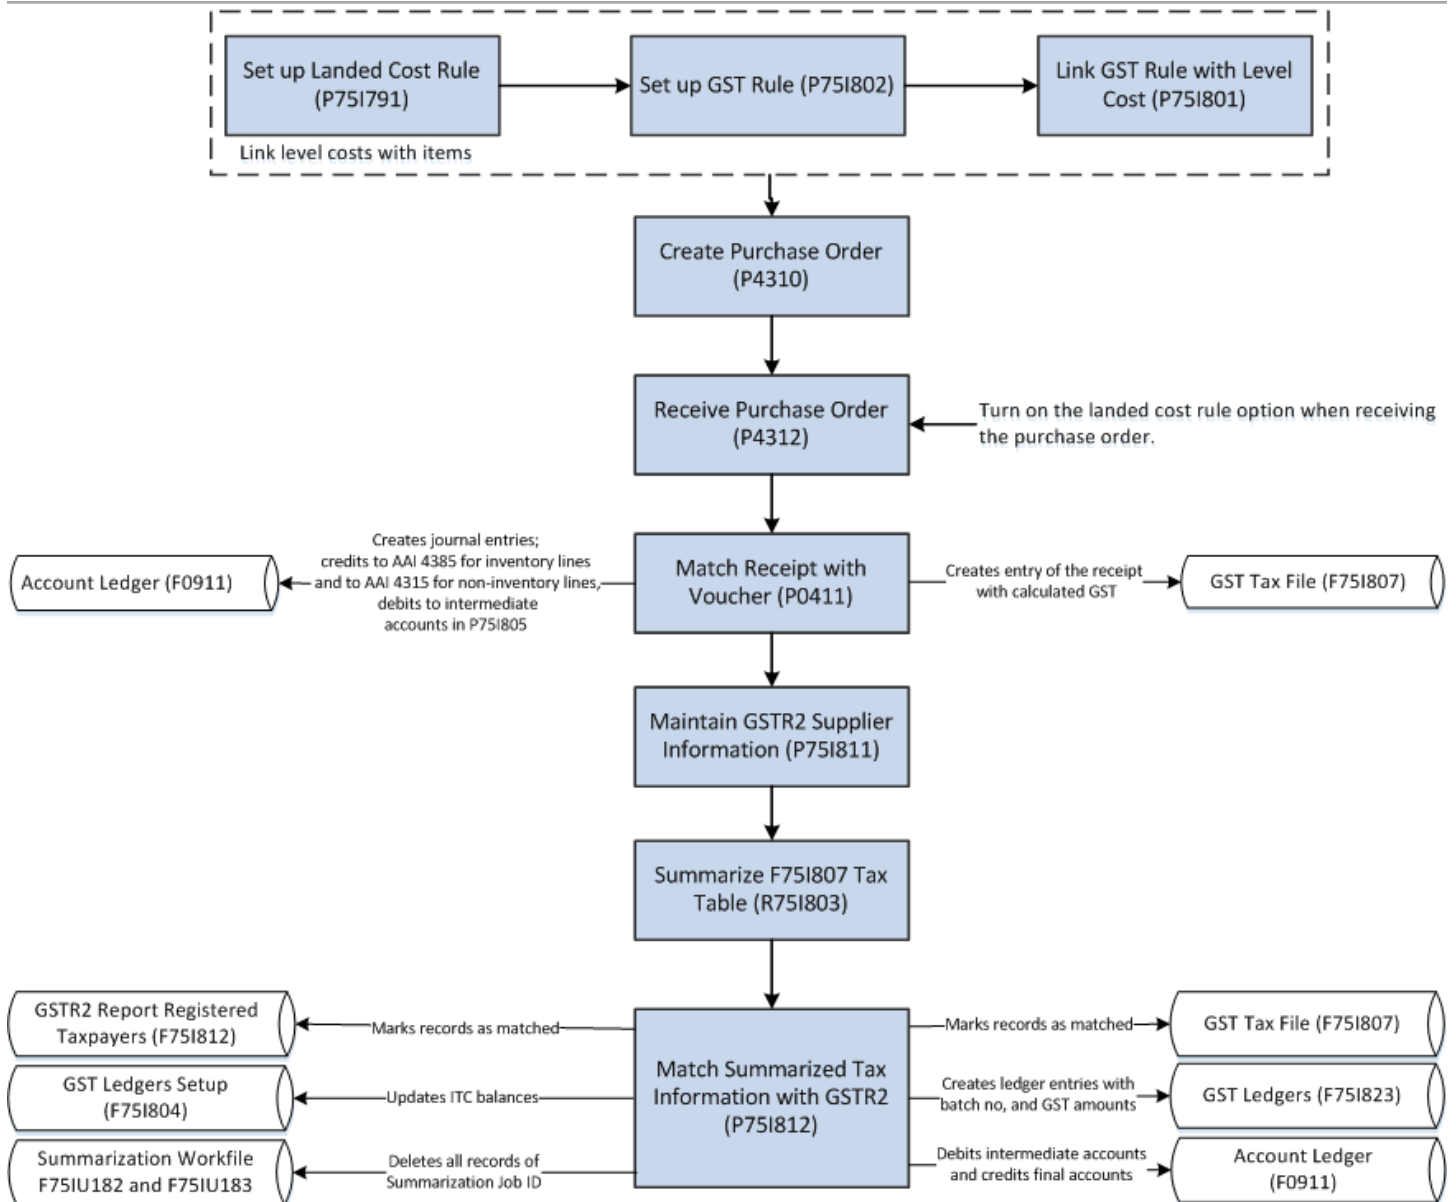 Set up Landed Cost Rule
(P75I791)
Set up GST Rule (P75I802)
Link GST Rule with Level
Cost (P75I801)
Link level costs with items
Create Purchase Order
(P4310)
Receive Purchase Order
(P4312)
Turn on the landed cost rule option when receiving
the purchase order.
Account Ledger (F0911)
Creates journal entries;
credits to AAI 4385 for inventory lines
and to AAI 4315 for non-inventory lines,
debits to intermediate
accounts in P75I805
Match Receipt with
Voucher (P0411)
Creates entry of the receipt
with calculated GST
GST Tax File (F75I807)
Maintain GSTR2 Supplier
Information (P75I811)
Summarize F75I807 Tax
Table (R75I803)
GSTR2 Report Registered
Taxpayers (F75I812)
Marks records as matched
GST Ledgers Setup
(F75I804)
Updates ITC balances
Summarization Workfile
F75IU182 and F75IU183
Deletes all records of
Summarization Job ID
Match Summarized Tax
Information with GSTR2
(P75I812)
Marks records as matched
GST Tax File (F75I807)
Creates ledger entries with
batch no, and GST amounts
GST Ledgers (F75I823)
Debits intermediate accounts
and credits final accounts
Account Ledger
(F0911)